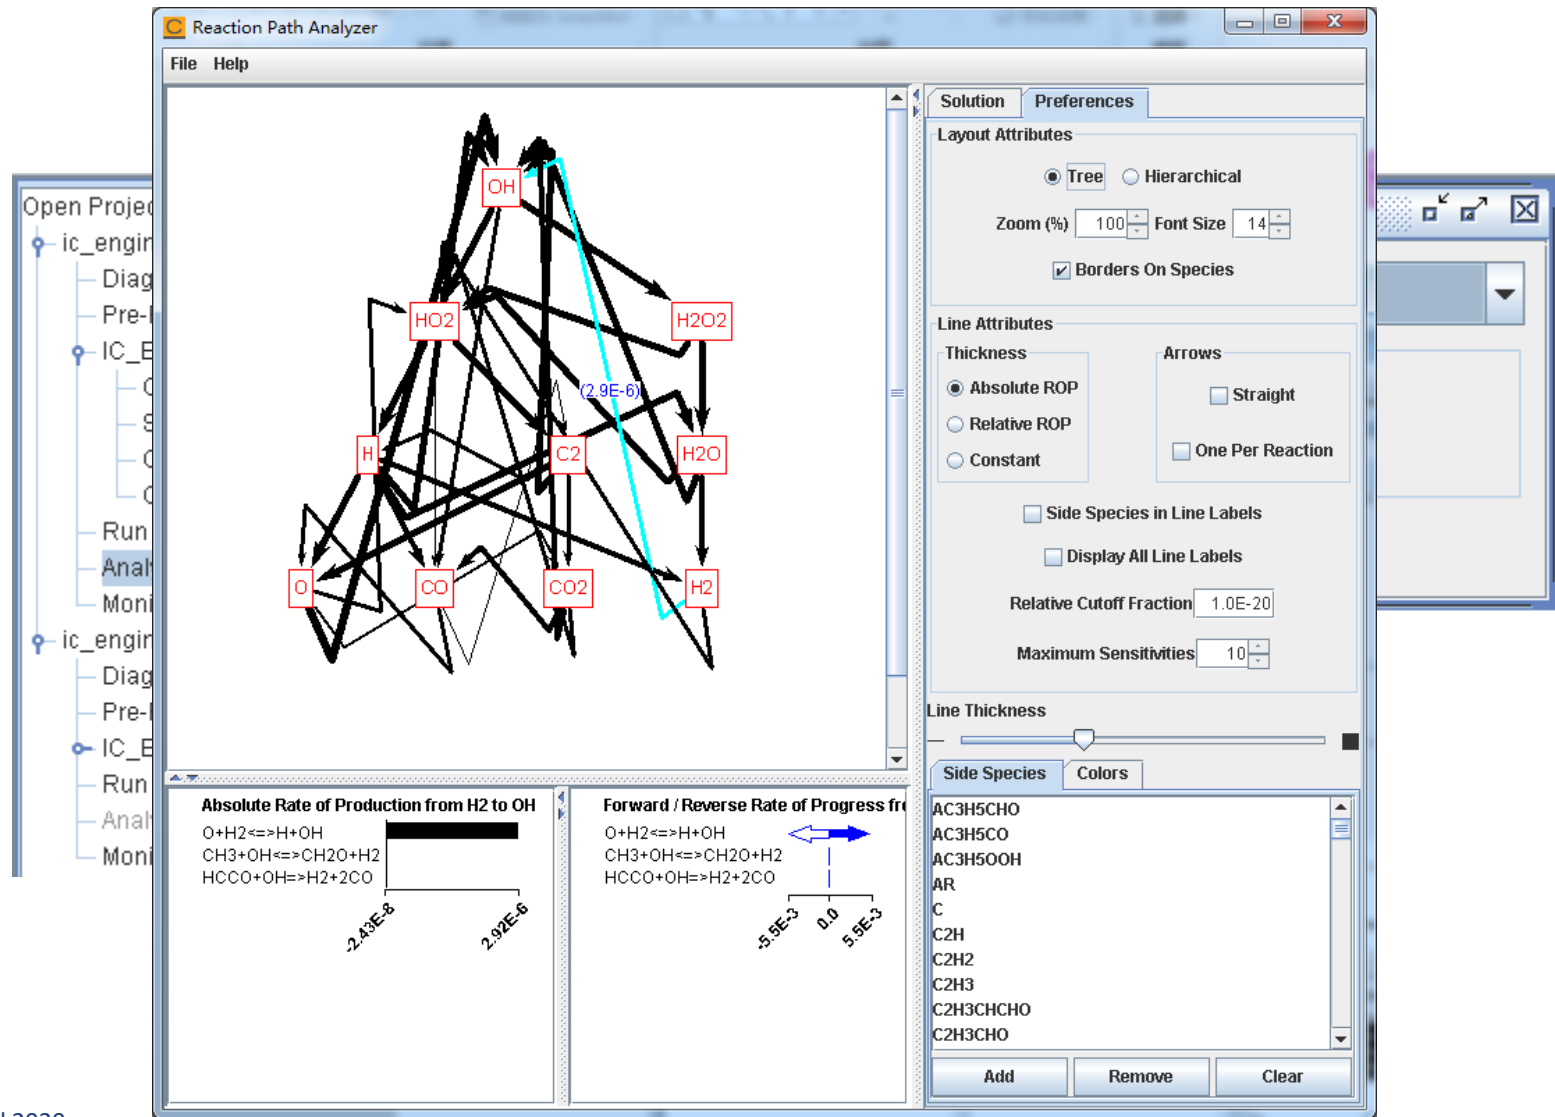 Reaction Path Analyzer
File Help
OH
HO2
H2O2
(2.9E-6)
H
C2
H2O
O
CO
CO2
H2
Absolute Rate of Production from H2 to OH
O+H2<=>H+OH
CH3+OH<=>CH2O+H2
HCCO+OH=>H2+2CO
-2.43E-8
2.92E-6
Forward / Reverse Rate of Progress fr
O+H2<=>H+OH
CH3+OH<=>CH2O+H2
HCCO+OH=>H2+2CO
-5.5E-3
0.0
5.5E-3
Solution Preferences
Layout Attributes
Tree Hierarchical
Zoom (%) 100 Font Size 14
Borders On Species
Line Attributes
Thickness
Absolute ROP
Relative ROP
Constant
Arrows
Straight
One Per Reaction
Side Species in Line Labels
Display All Line Labels
Relative Cutoff Fraction 1.0E-20
Maximum Sensitivities 10
Line Thickness
Side Species Colors
AC3H5CHO
AC3H5CO
AC3H5OOH
AR
C
C2H
C2H2
C2H3
C2H3CHCHO
C2H3CHO
Add Remove Clear
Open Projec
ic_engin
Diag
Pre-
IC_E
Run
Anal
Moni
ic_engin
Diag
Pre-
IC_E
Run
Anal
Moni